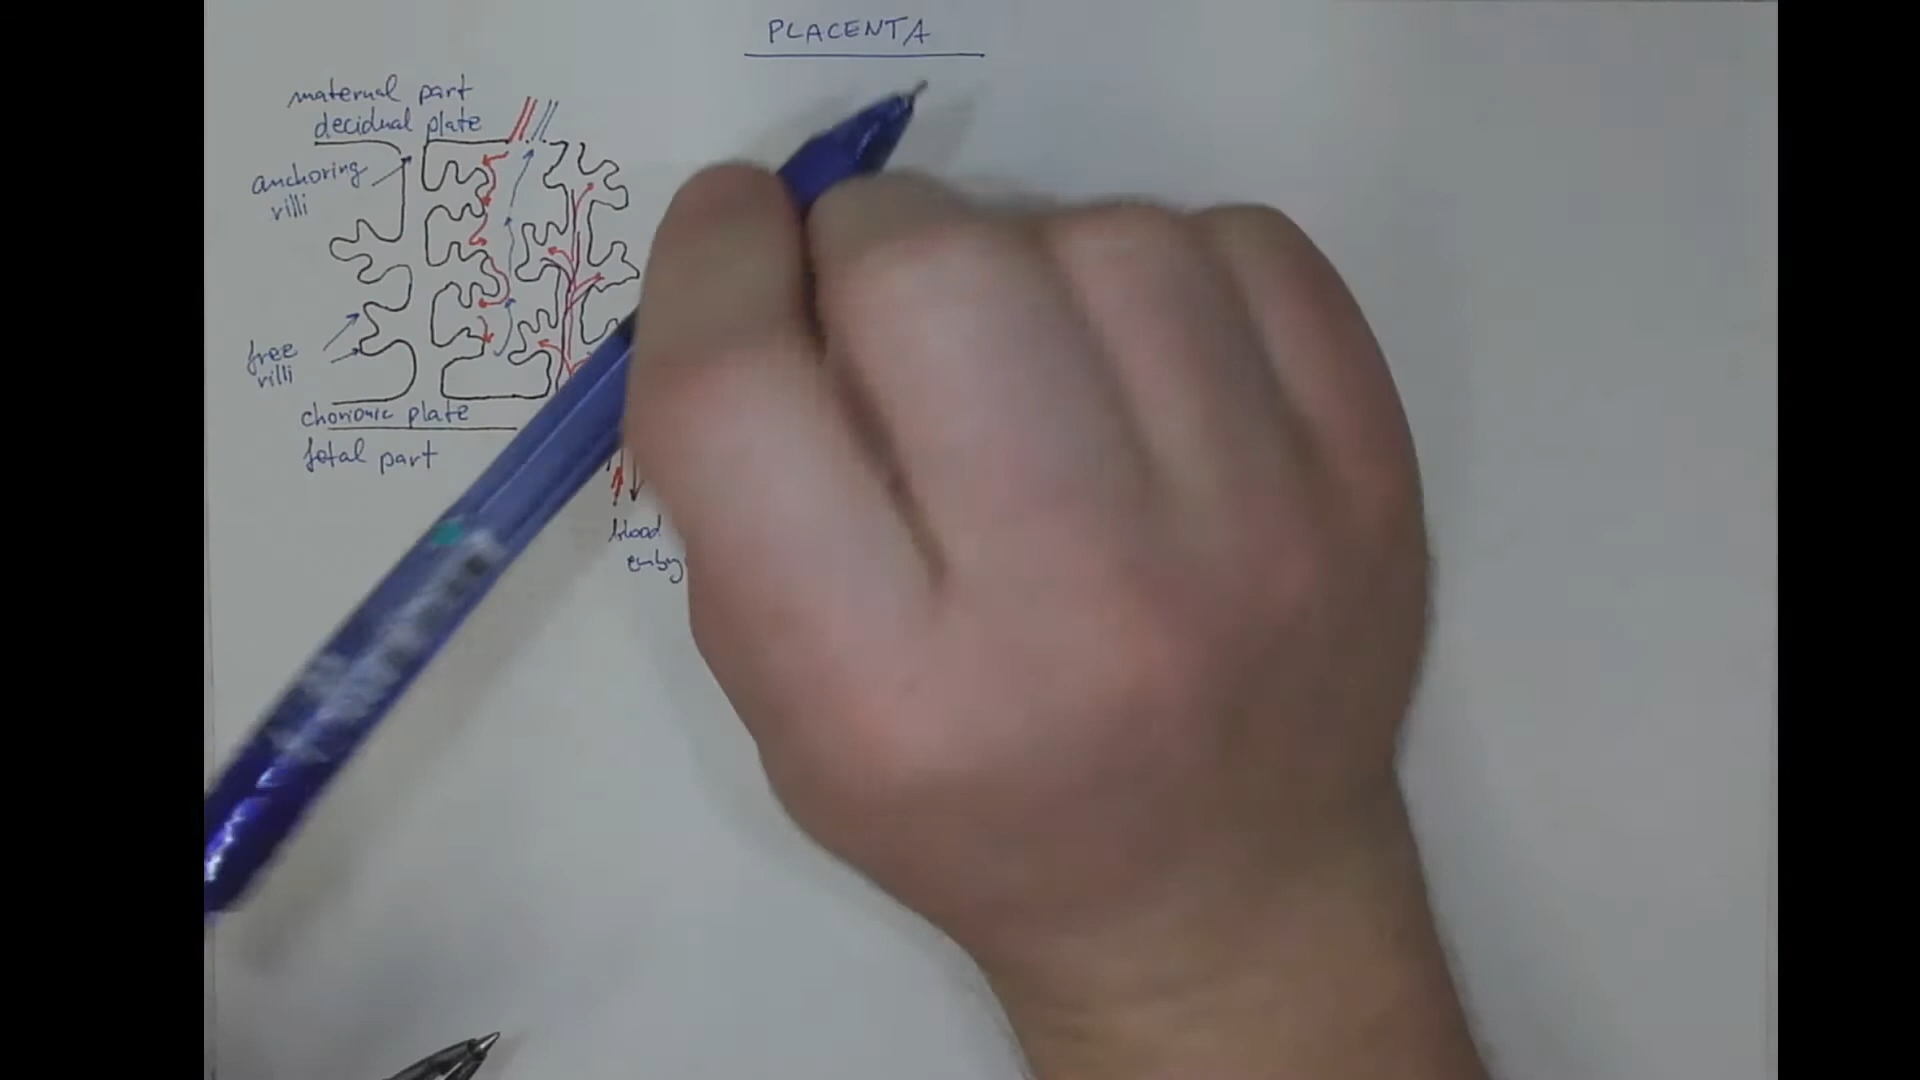 PLACENTA
maternal part
decidual plate
anchoring
villi
free
villi
chorionic plate
fetal part
blood